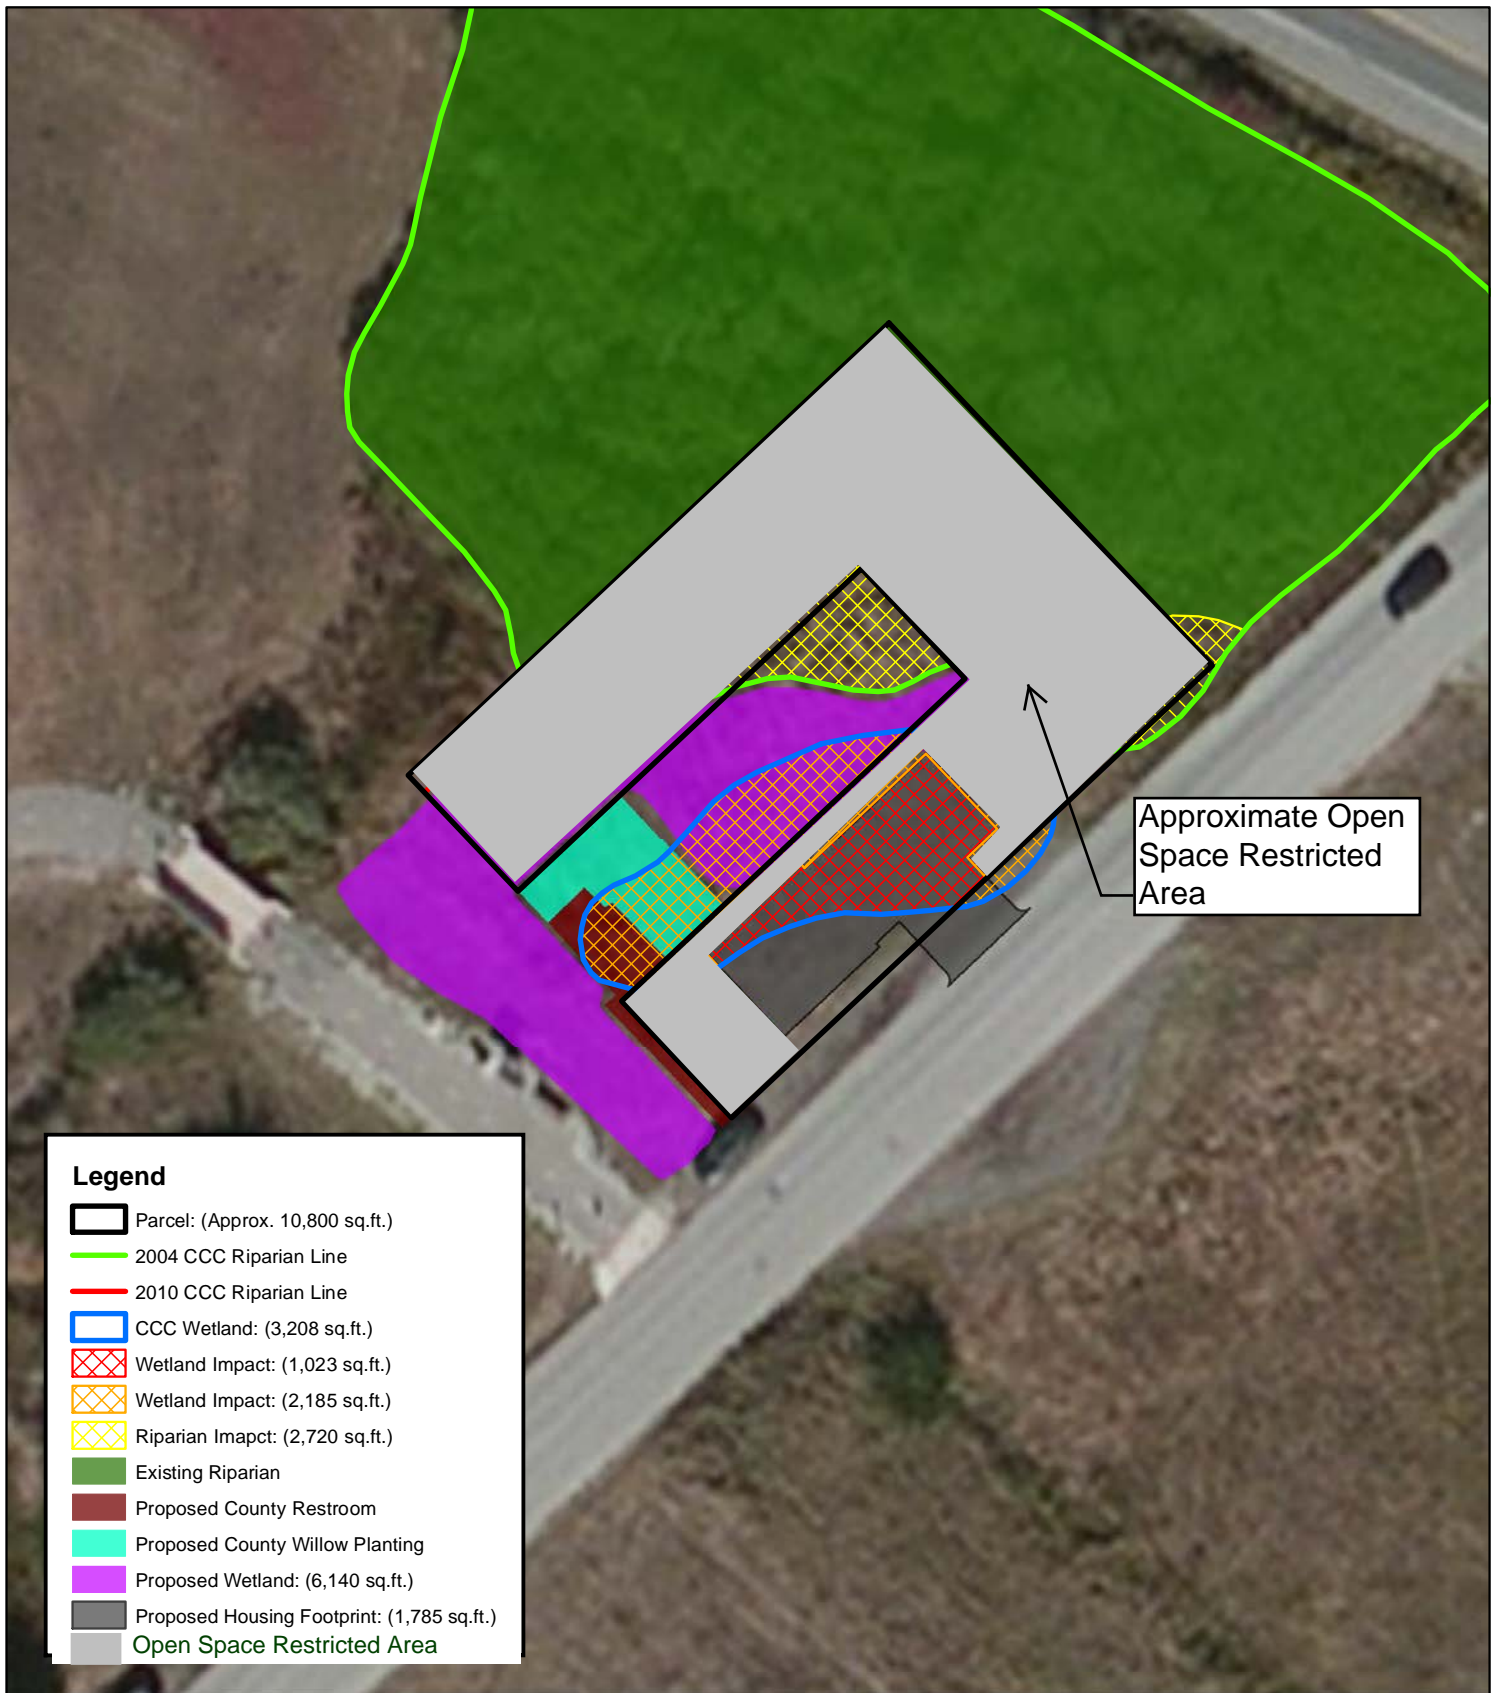 Approximate Open
Space Restricted
Area
Legend
Parcel: (Approx. 10,800 sq.ft.)
2004 CCC Riparian Line
2010 CCC Riparian Line
CCC Wetland: (3,208 sq.ft.)
Wetland Impact: (1,023 sq.ft.)
Wetland Impact: (2,185 sq.ft.)
Riparian Imapct: (2,720 sq.ft.)
Existing Riparian
Proposed County Restroom
Proposed County Willow Planting
Proposed Wetland: (6,140 sq.ft.)
Proposed Housing Footprint: (1,785 sq.ft.)
Open Space Restricted Area